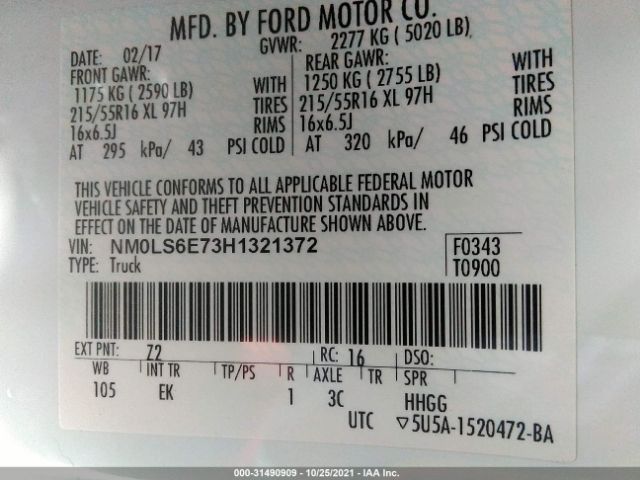 MFD. BY FORD MOTOR CO.
DATE: 02/17 GVWR: 2277 KG ( 5020 LB),
FRONT GAWR: REAR GAWR: WITH
1175 KG ( 2590 LB) WITH 1250 KG ( 2755 LB) TIRES
215/55R16 XL 97H TIRES 215/55R16 XL 97H RIMS
16x6.5J RIMS 16x6.5J
AT 295 kPa/ 43 PSI COLD AT 320 kPa/ 46 PSI COLD
THIS VEHICLE CONFORMS TO ALL APPLICABLE FEDERAL MOTOR
VEHICLE SAFETY AND THEFT PREVENTION STANDARDS IN
EFFECT ON THE DATE OF MANUFACTURE SHOWN ABOVE.
VIN: NM0LS6E73H1321372 F0343
TYPE: Truck T0900
EXT PNT: Z2 RC: 16 DSO:
WB INT TR TP/PS R AXLE TR SPR
105 EK 1 3C HHGG
UTC ▽5U5A-1520472-BA
000-31490909 - 10/25/2021 - IAA Inc.